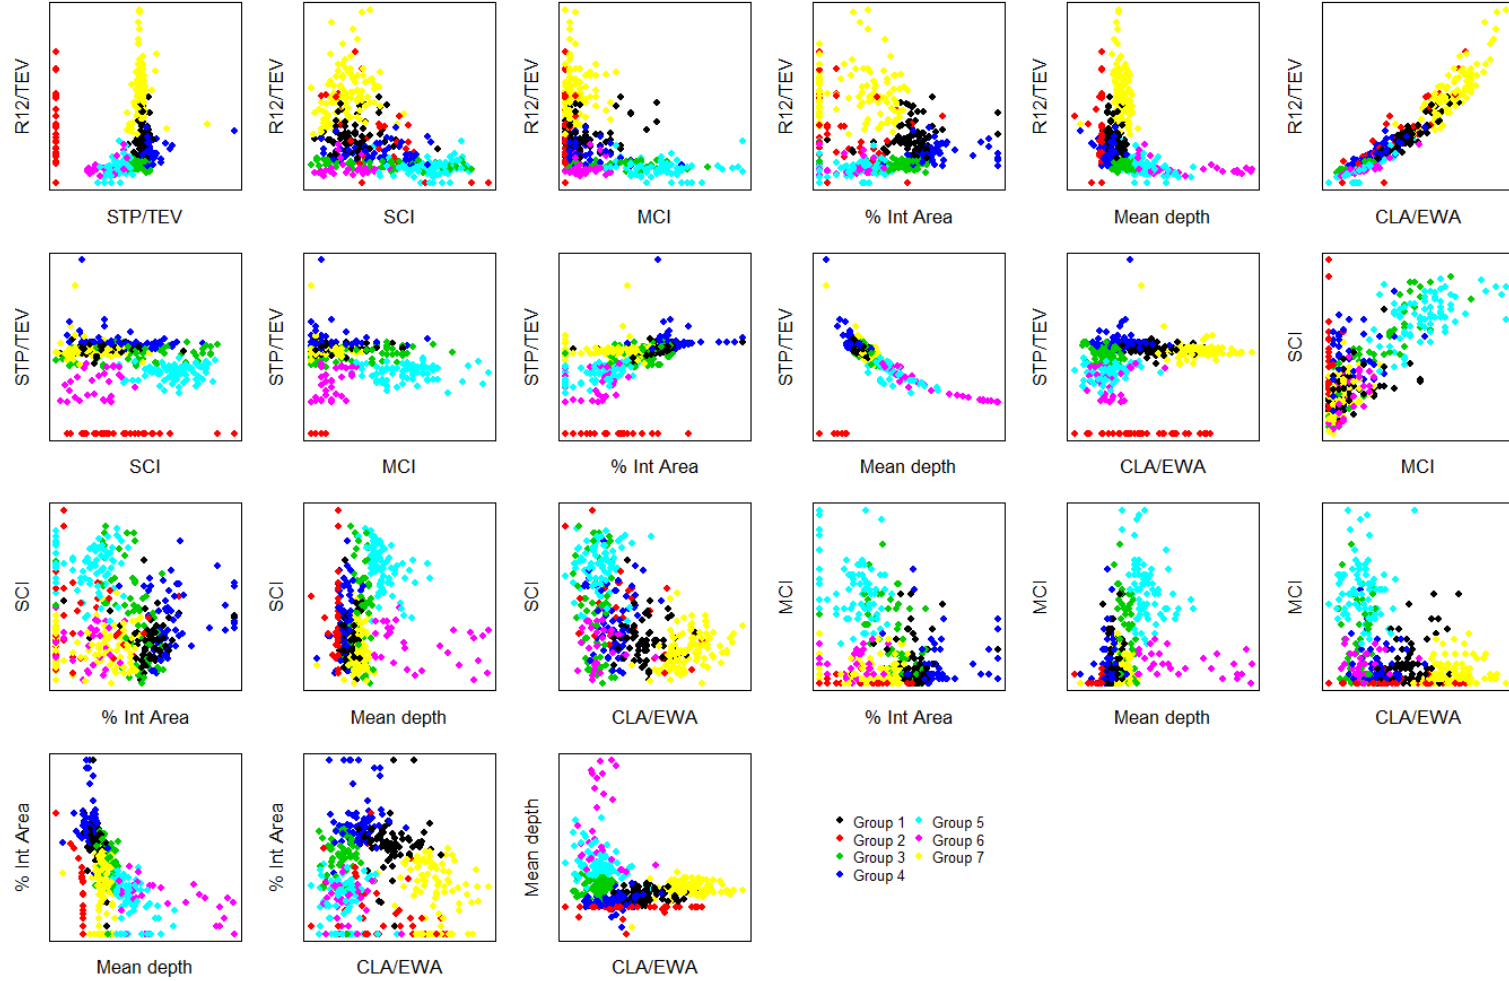 R12/TEV
STP/TEV
R12/TEV
SCI
R12/TEV
MCI
R12/TEV
% Int Area
R12/TEV
Mean depth
R12/TEV
CLA/EWA
STP/TEV
SCI
STP/TEV
MCI
STP/TEV
% Int Area
STP/TEV
Mean depth
STP/TEV
CLA/EWA
SCI
MCI
SCI
% Int Area
SCI
Mean depth
SCI
CLA/EWA
MCI
% Int Area
MCI
Mean depth
MCI
CLA/EWA
% Int Area
Mean depth
% Int Area
CLA/EWA
Mean depth
CLA/EWA
Group 1
Group 2
Group 3
Group 4
Group 5
Group 6
Group 7